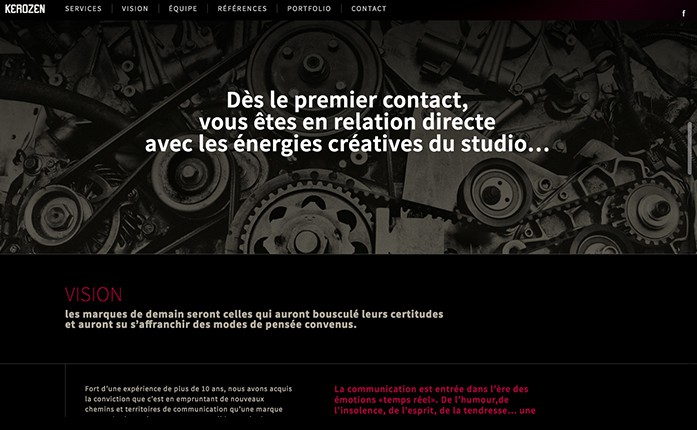 KEROZEN
SERVICES VISION ÉQUIPE RÉFÉRENCES PORTFOLIO CONTACT
f
Dès le premier contact,
vous êtes en relation directe
avec les énergies créatives du studio...
VISION
les marques de demain seront celles qui auront bousculé leurs certitudes
et auront su s'affranchir des modes de pensée convenus.
Fort d'une expérience de plus de 10 ans, nous avons acquis
la conviction que c'est en empruntant de nouveaux
chemins et territoires de communication qu'une marque
La communication est entrée dans l'ère des
émotions «temps réel». De l'humour,de
l'insolence, de l'esprit, de la tendresse... une